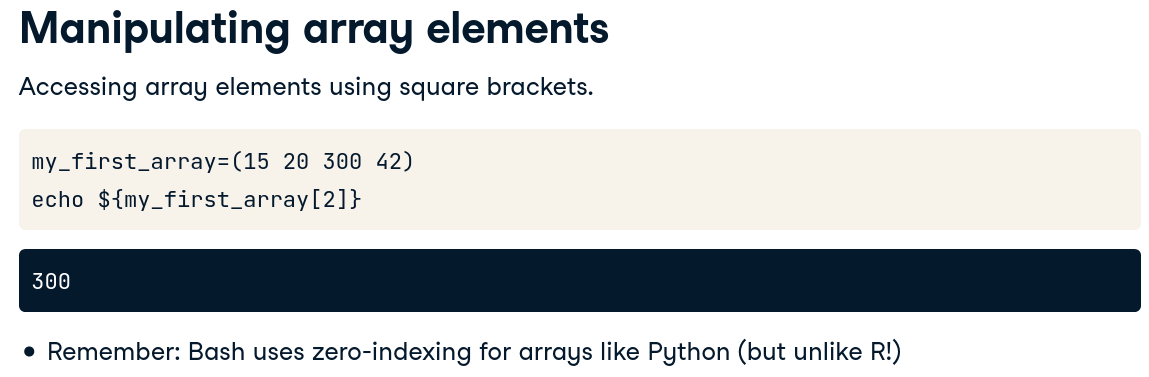 Manipulating array elements
Accessing array elements using square brackets.
my_first_array=(15 20 300 42)
echo ${my_first_array[2]}
300
• Remember: Bash uses zero-indexing for arrays like Python (but unlike R!)